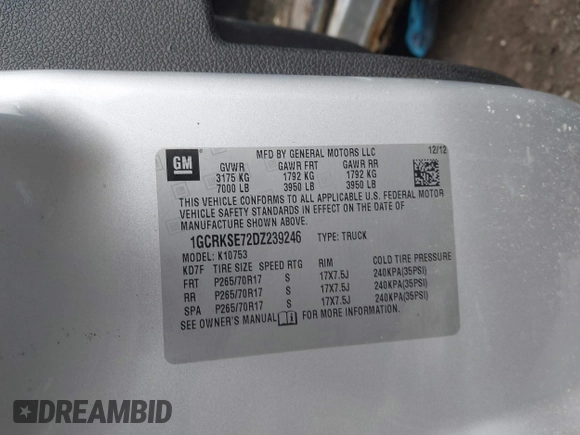 GM
MFD BY GENERAL MOTORS LLC 12/12
GVWR GAWR FRT GAWR RR
3175 KG 1792 KG 1792 KG
7000 LB 3950 LB 3950 LB
THIS VEHICLE CONFORMS TO ALL APPLICABLE U.S. FEDERAL MOTOR
VEHICLE SAFETY STANDARDS IN EFFECT ON THE DATE OF
MANUFACTURE SHOWN ABOVE.
1GCRKSE72DZ239246 TYPE: TRUCK
MODEL: K10753
KD7F TIRE SIZE SPEED RTG RIM COLD TIRE PRESSURE
FRT P265/70R17 S 17X7.5J 240KPA(35PSI)
RR P265/70R17 S 17X7.5J 240KPA(35PSI)
SPA P265/70R17 S 17X7.5J 240KPA(35PSI)
SEE OWNER'S MANUAL FOR MORE INFORMATION.
DREAMBID